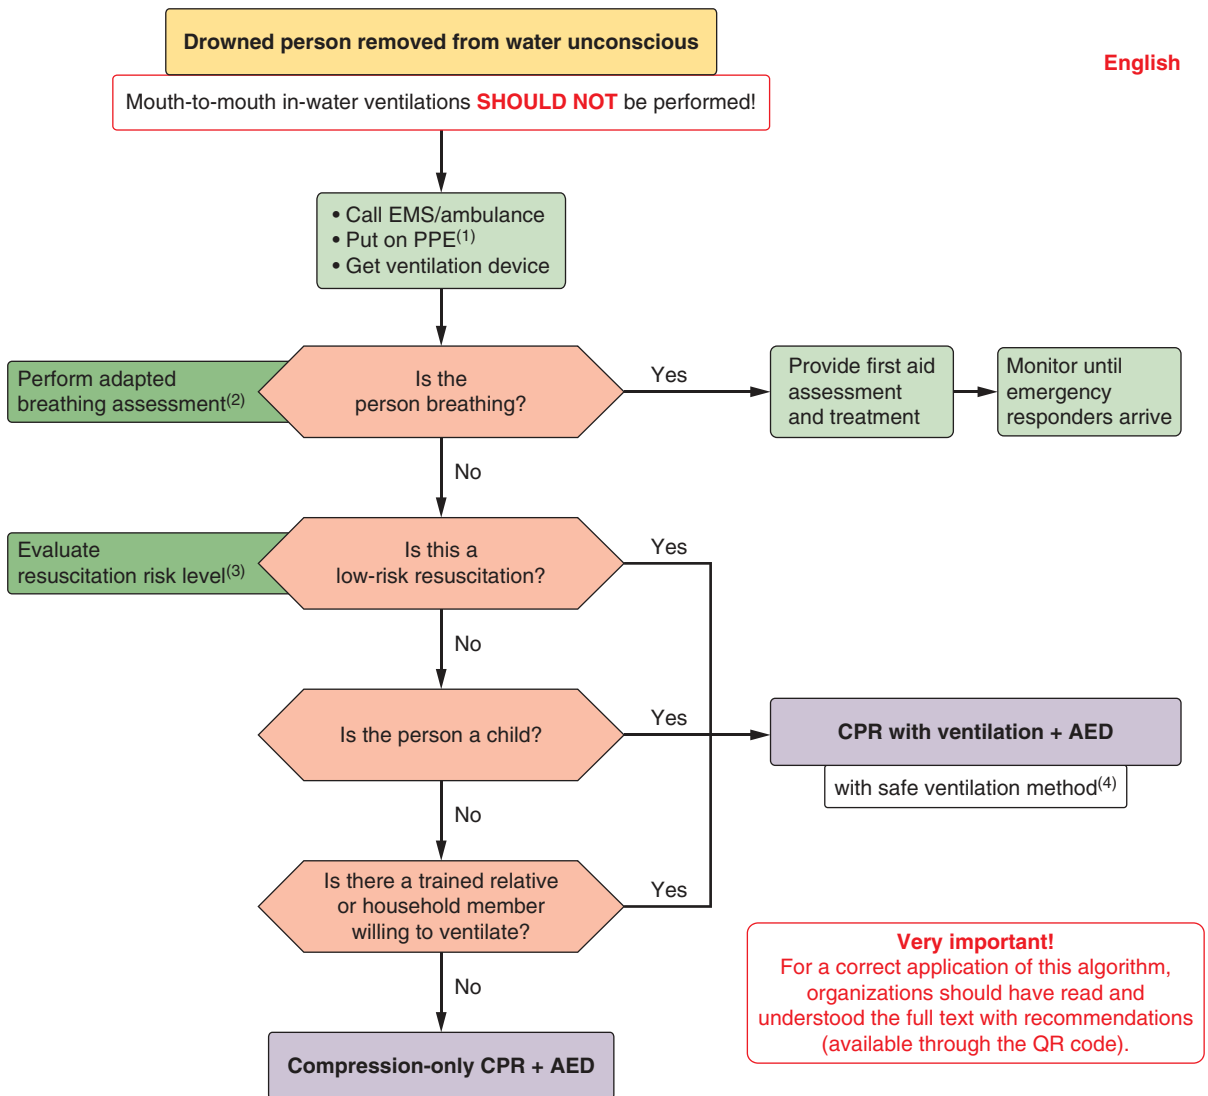 Drowned person removed from water unconscious
English
Mouth-to-mouth in-water ventilations SHOULD NOT be performed!
• Call EMS/ambulance
• Put on PPE(1)
• Get ventilation device
Perform adapted
breathing assessment(2)
Is the
person breathing?
Yes
Provide first aid
assessment
and treatment
Monitor until
emergency
responders arrive
No
Evaluate
resuscitation risk level(3)
Is this a
low-risk resuscitation?
Yes
No
Is the person a child?
Yes
CPR with ventilation + AED
with safe ventilation method(4)
No
Is there a trained relative
or household member
willing to ventilate?
Yes
No
Compression-only CPR + AED
Very important!
For a correct application of this algorithm,
organizations should have read and
understood the full text with recommendations
(available through the QR code).